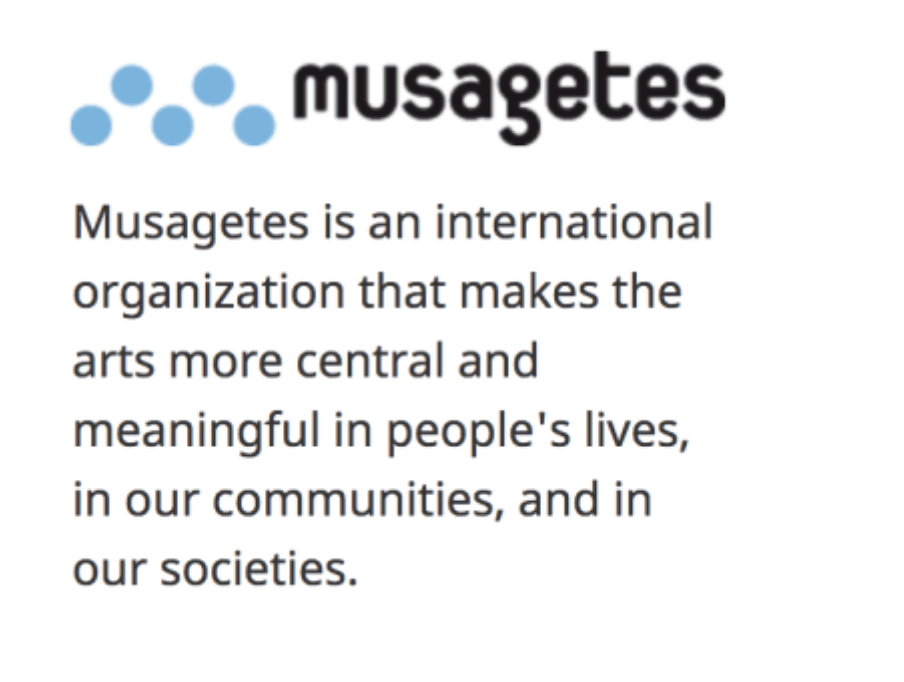 musagetes
Musagetes is an international
organization that makes the
arts more central and
meaningful in people's lives,
in our communities, and in
our societies.